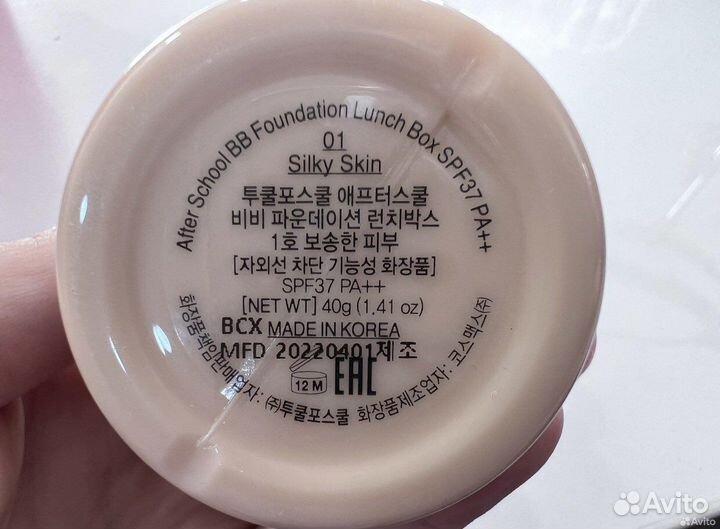 After School BB Foundation Lunch Box SPF37 PA++
01
Silky Skin
투쿨포스쿨 애프터스쿨
비비 파운데이션 런치박스
1호 보송한 피부
[자외선 차단 기능성 화장품]
SPF37 PA++
[NET WT] 40g (1.41 oz)
BCX MADE IN KOREA
MFD 20220401제조
12 M EAC
화장품책임판매업자: ㈜투쿨포스쿨 화장품제조업자: 코스맥스㈜
Avito
Avito